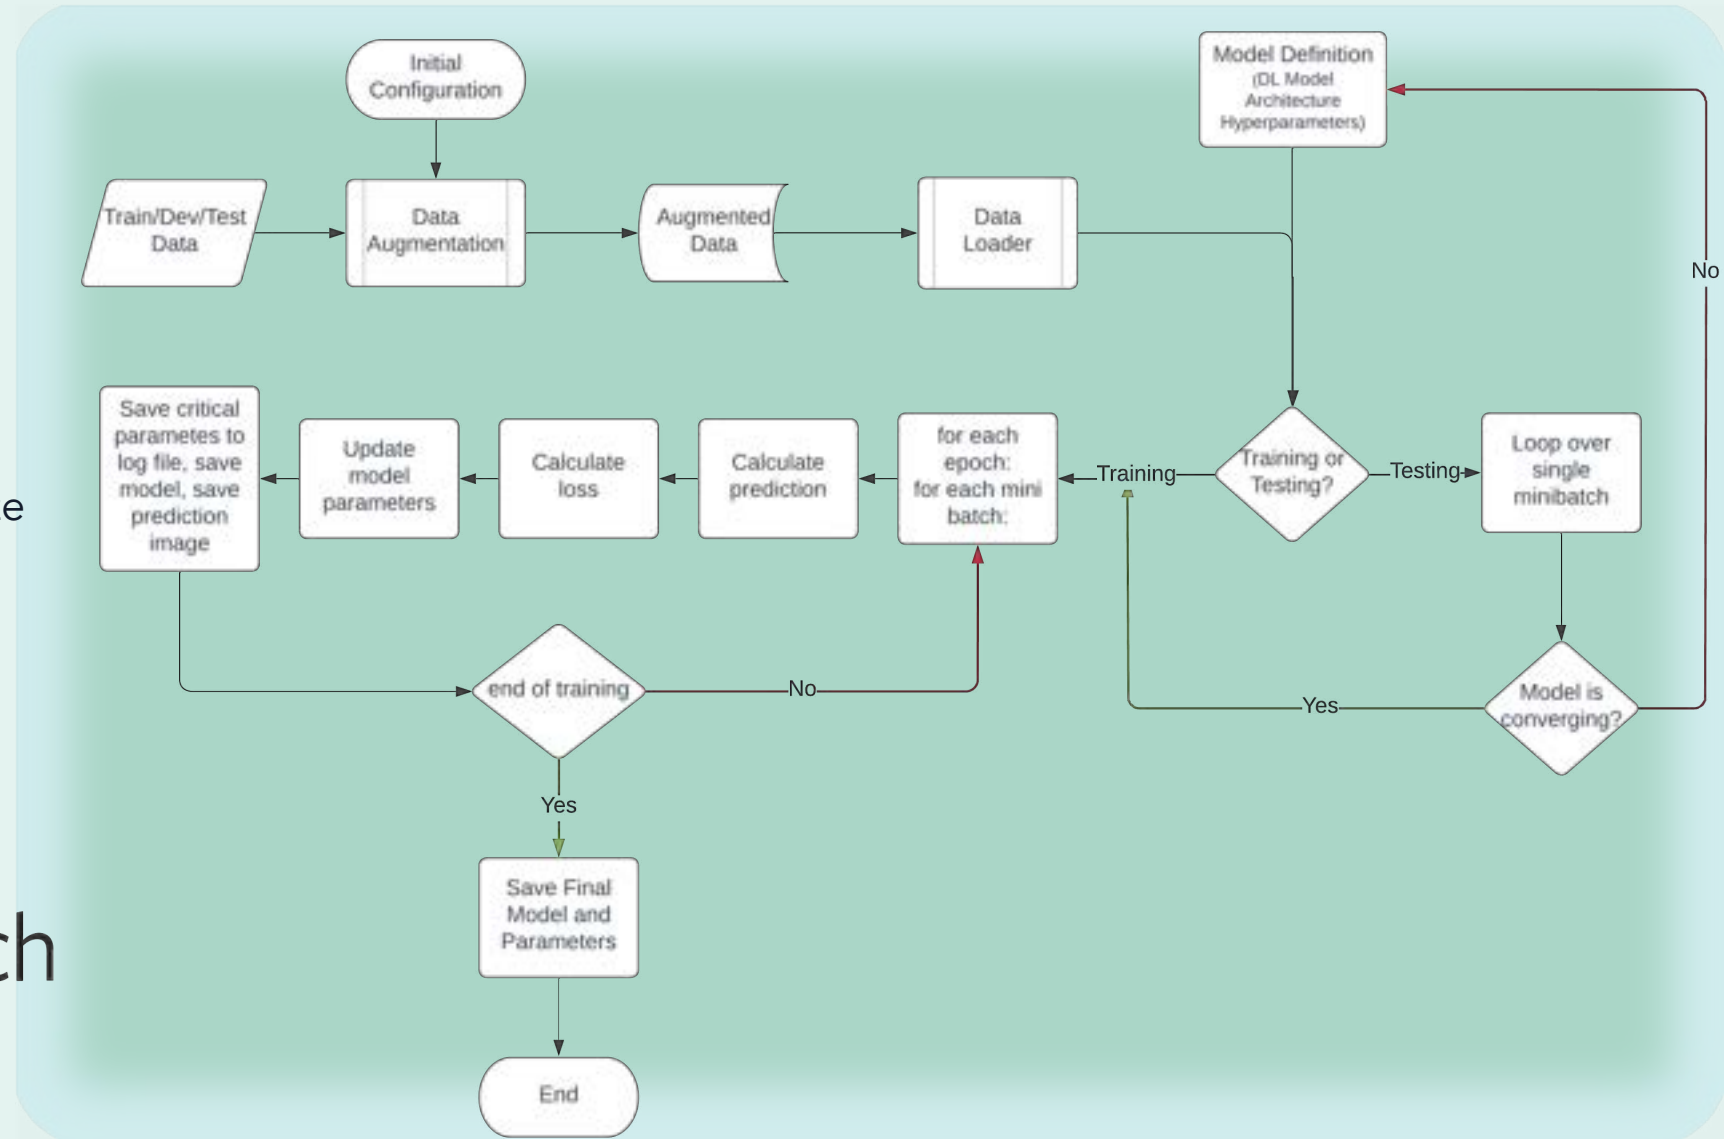 Initial
Configuration
Model Definition
(DL Model
Architecture
Hyperparameters)
Train/Dev/Test
Data
Data
Augmentation
Augmented
Data
Data
Loader
No
Save critical
parametes to
log file, save
model, save
prediction
image
Update
model
parameters
Calculate
loss
Calculate
prediction
for each
epoch:
for each mini
batch:
Training
Training or
Testing?
Testing
Loop over
single
minibatch
end of training
No
Yes
Model is
converging?
Yes
Save Final
Model and
Parameters
End
e
ch